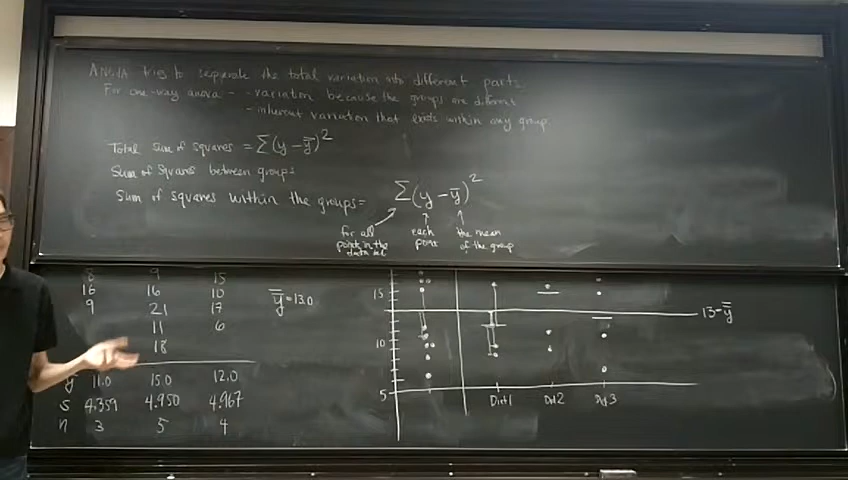 ANOVA tries to separate the total variation into different parts.
For one-way anova - - variation because the groups are different
- inherent variation that exists within any group
Total sum of squares = Σ(y - y̿)²
Sum of squares between groups
Sum of squares within the groups = Σ(y - y̅)²
for all points in the data set
each point
the mean of the group
8 9 15
16 16 10
9 21 17
11 6
18
y̿ = 13.0
y̅ 11.0 15.0 12.0
s 4.359 4.950 4.967
n 3 5 4
15
13 = y̿
10
5
Diet1 Diet2 Diet3